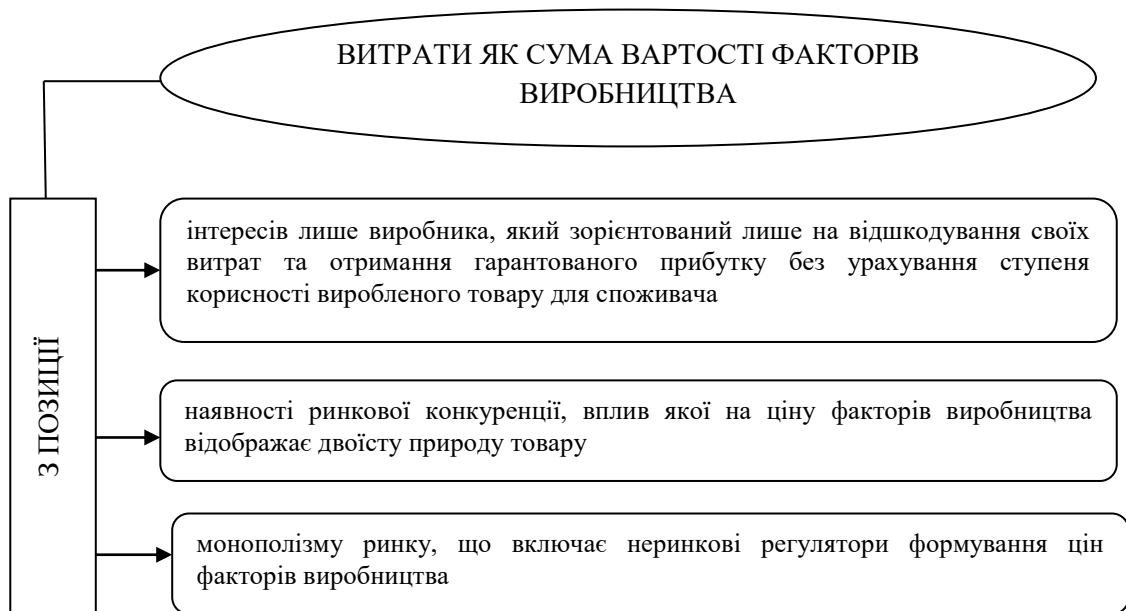 ВИТРАТИ ЯК СУМА ВАРТОСТІ ФАКТОРІВ
ВИРОБНИЦТВА
З ПОЗИЦІЇ
інтересів лише виробника, який зорієнтований лише на відшкодування своїх
витрат та отримання гарантованого прибутку без урахування ступеня
корисності виробленого товару для споживача
наявності ринкової конкуренції, вплив якої на ціну факторів виробництва
відображає двоїсту природу товару
монополізму ринку, що включає неринкові регулятори формування цін
факторів виробництва